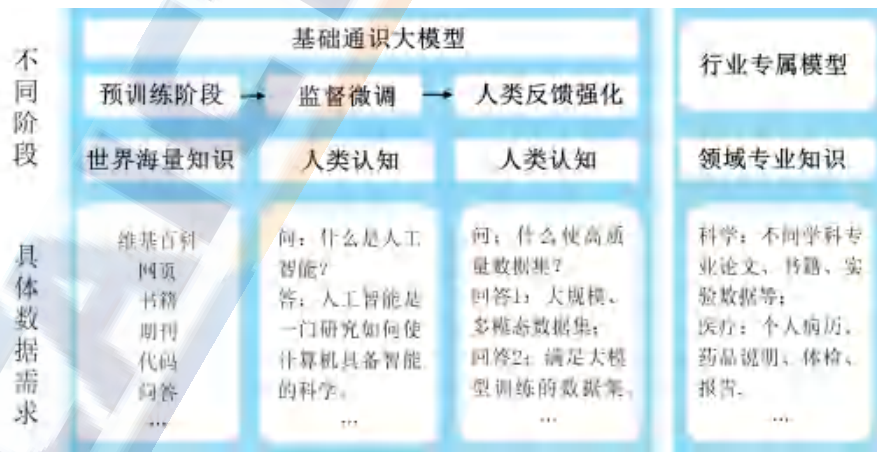 不同阶段
基础通识大模型
行业专属模型
预训练阶段
监督微调
人类反馈强化
世界海量知识
人类认知
人类认知
领域专业知识
具体数据需求
维基百科
网页
书籍
期刊
代码
问答
...
问：什么是人工
智能？
答：人工智能是
一门研究如何使
计算机具备智能
的科学。
...
问：什么使高质
量数据集？
回答1：大规模、
多模态数据集；
回答2：满足大模
型训练的数据集。
...
科学：不同学科专
业论文、书籍、实
验数据等；
医疗：个人病历、
药品说明、体检、
报告.
...